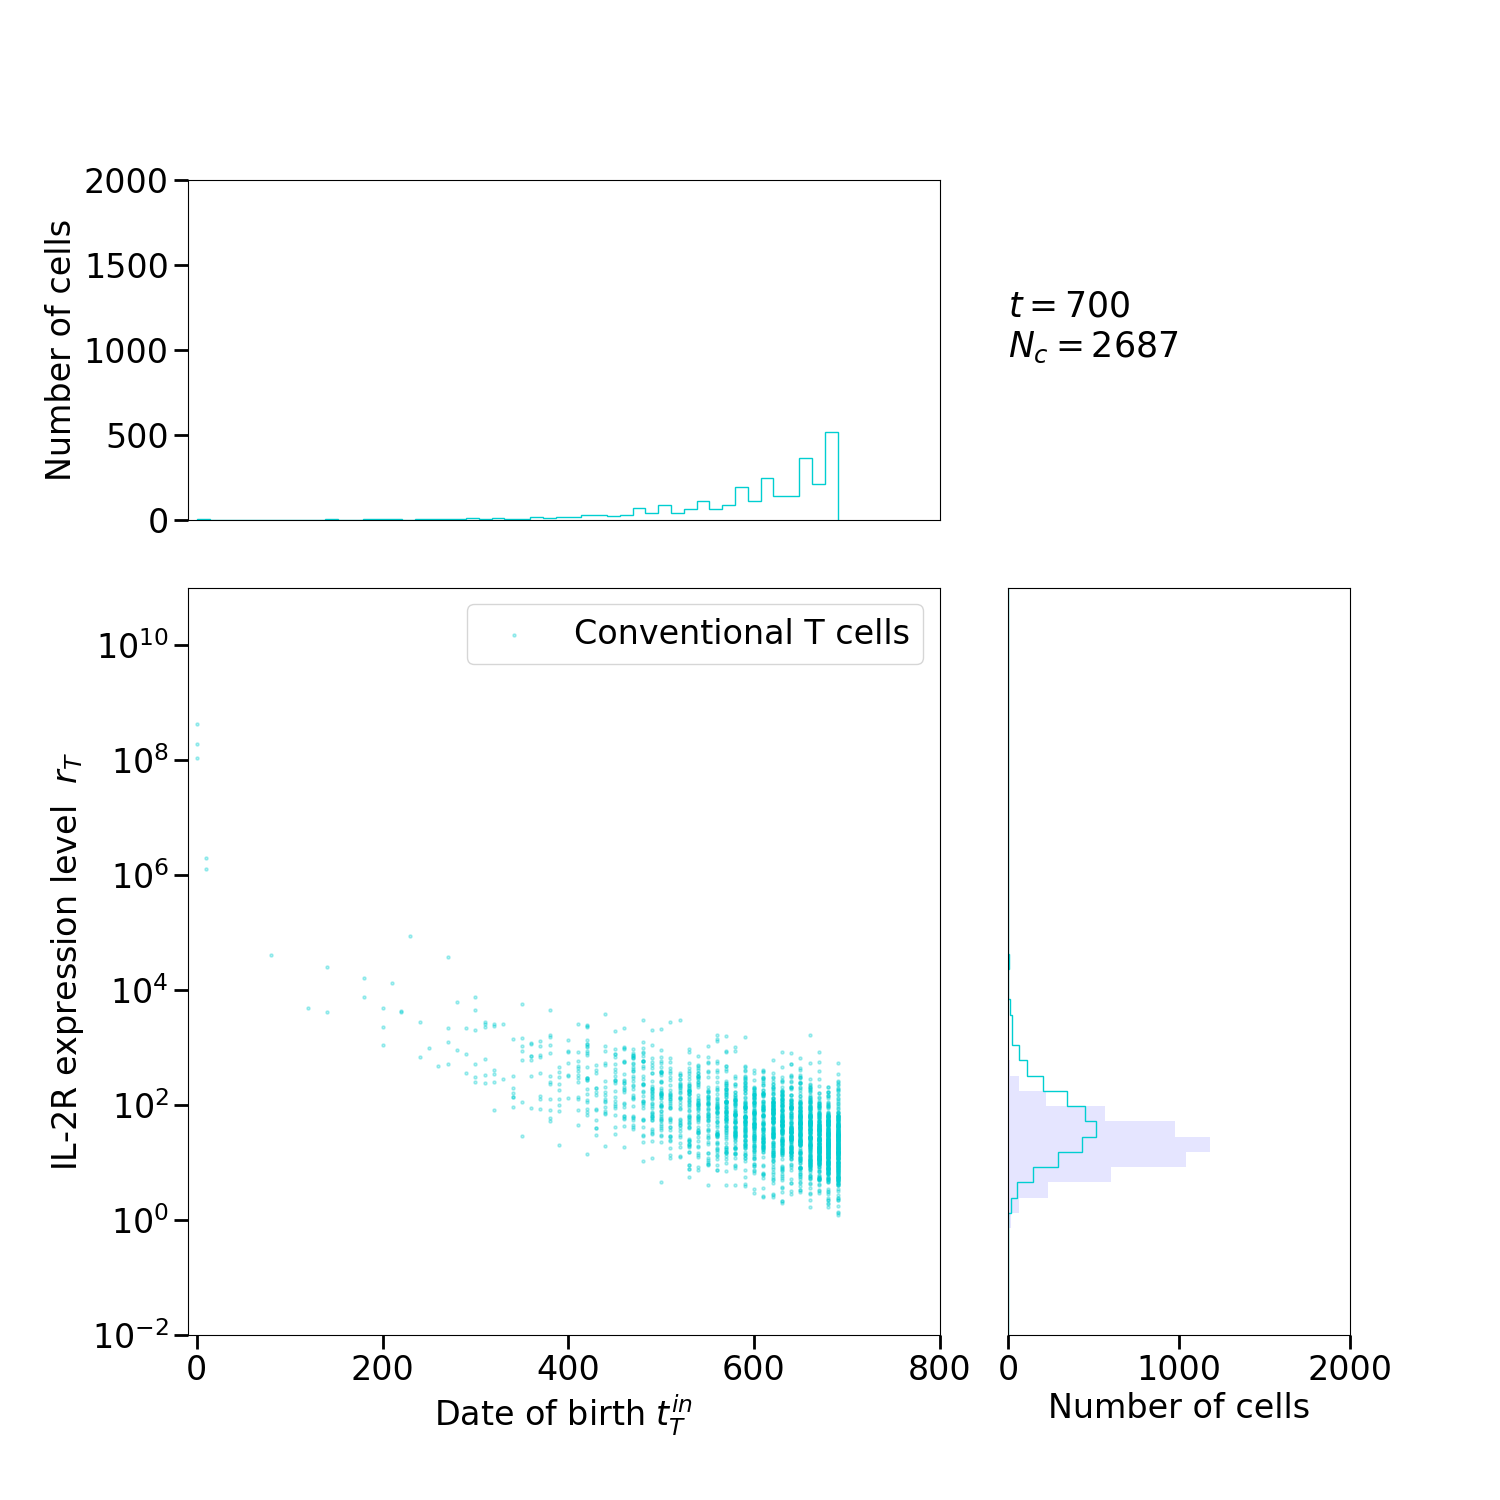 2000
1500
1000
500
0
Number of cells
t = 700
N_c = 2687
Conventional T cells
10^10
10^8
10^6
10^4
10^2
10^0
10^−2
IL-2R expression level r_T
0 200 400 600 800
Date of birth t_T^in
0 1000 2000
Number of cells